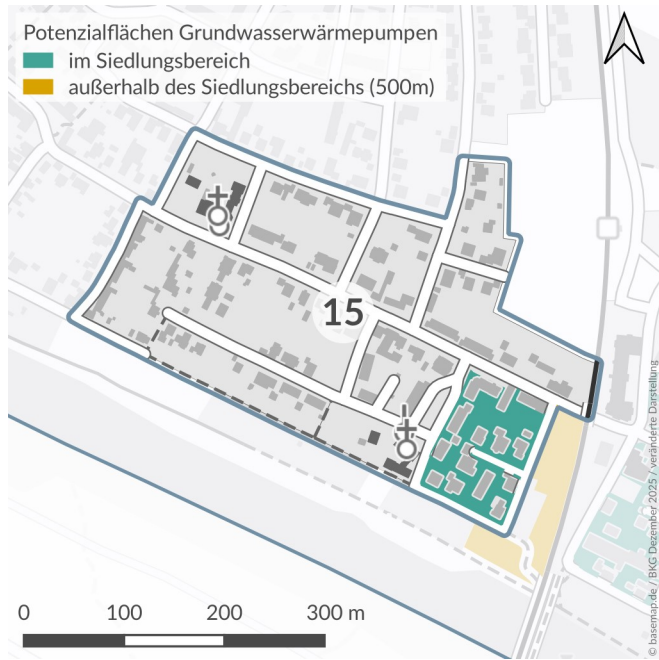 Potenzialflächen Grundwasserwärmepumpen
im Siedlungsbereich
außerhalb des Siedlungsbereichs (500m)
15
0 100 200 300 m
© basemap.de / BKG Dezember 2025 / veränderte Darstellung